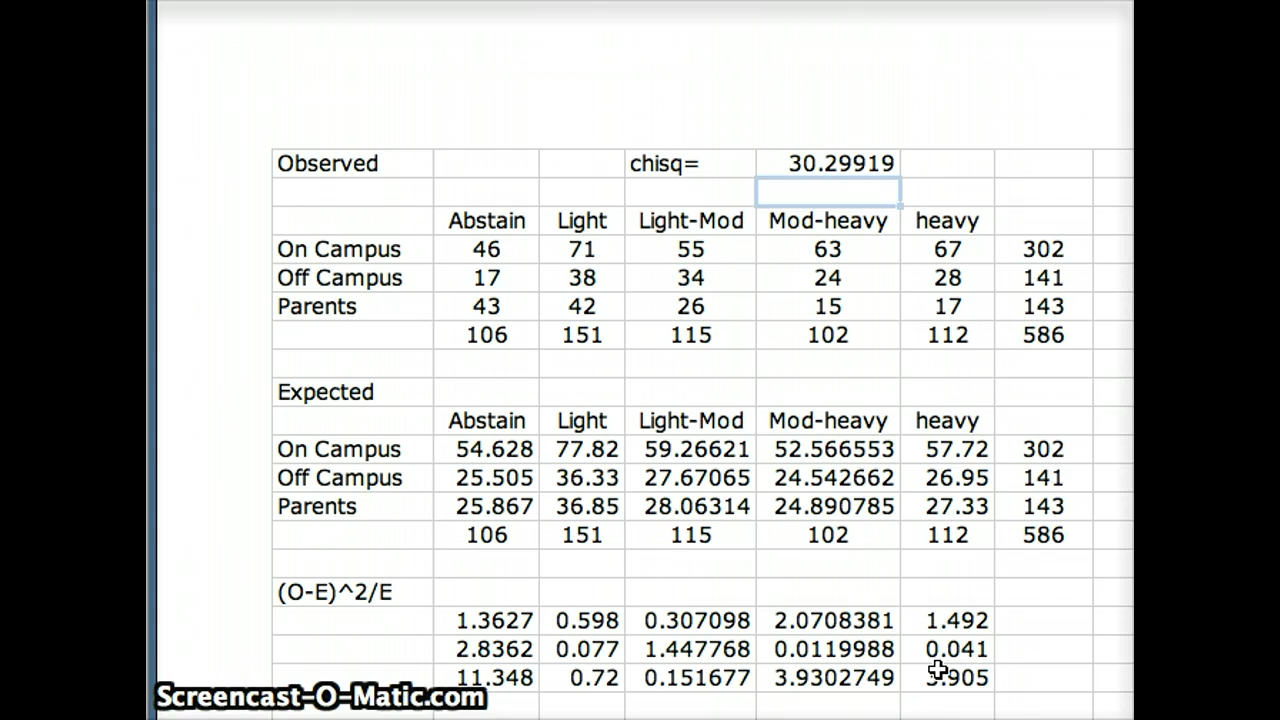 Observed chisq= 30.29919
Abstain Light Light-Mod Mod-heavy heavy
On Campus 46 71 55 63 67 302
Off Campus 17 38 34 24 28 141
Parents 43 42 26 15 17 143
106 151 115 102 112 586
Expected
Abstain Light Light-Mod Mod-heavy heavy
On Campus 54.628 77.82 59.26621 52.566553 57.72 302
Off Campus 25.505 36.33 27.67065 24.542662 26.95 141
Parents 25.867 36.85 28.06314 24.890785 27.33 143
106 151 115 102 112 586
(O-E)^2/E
1.3627 0.598 0.307098 2.0708381 1.492
2.8362 0.077 1.447768 0.0119988 0.041
11.348 0.72 0.151677 3.9302749
Screencast-O-Matic.com